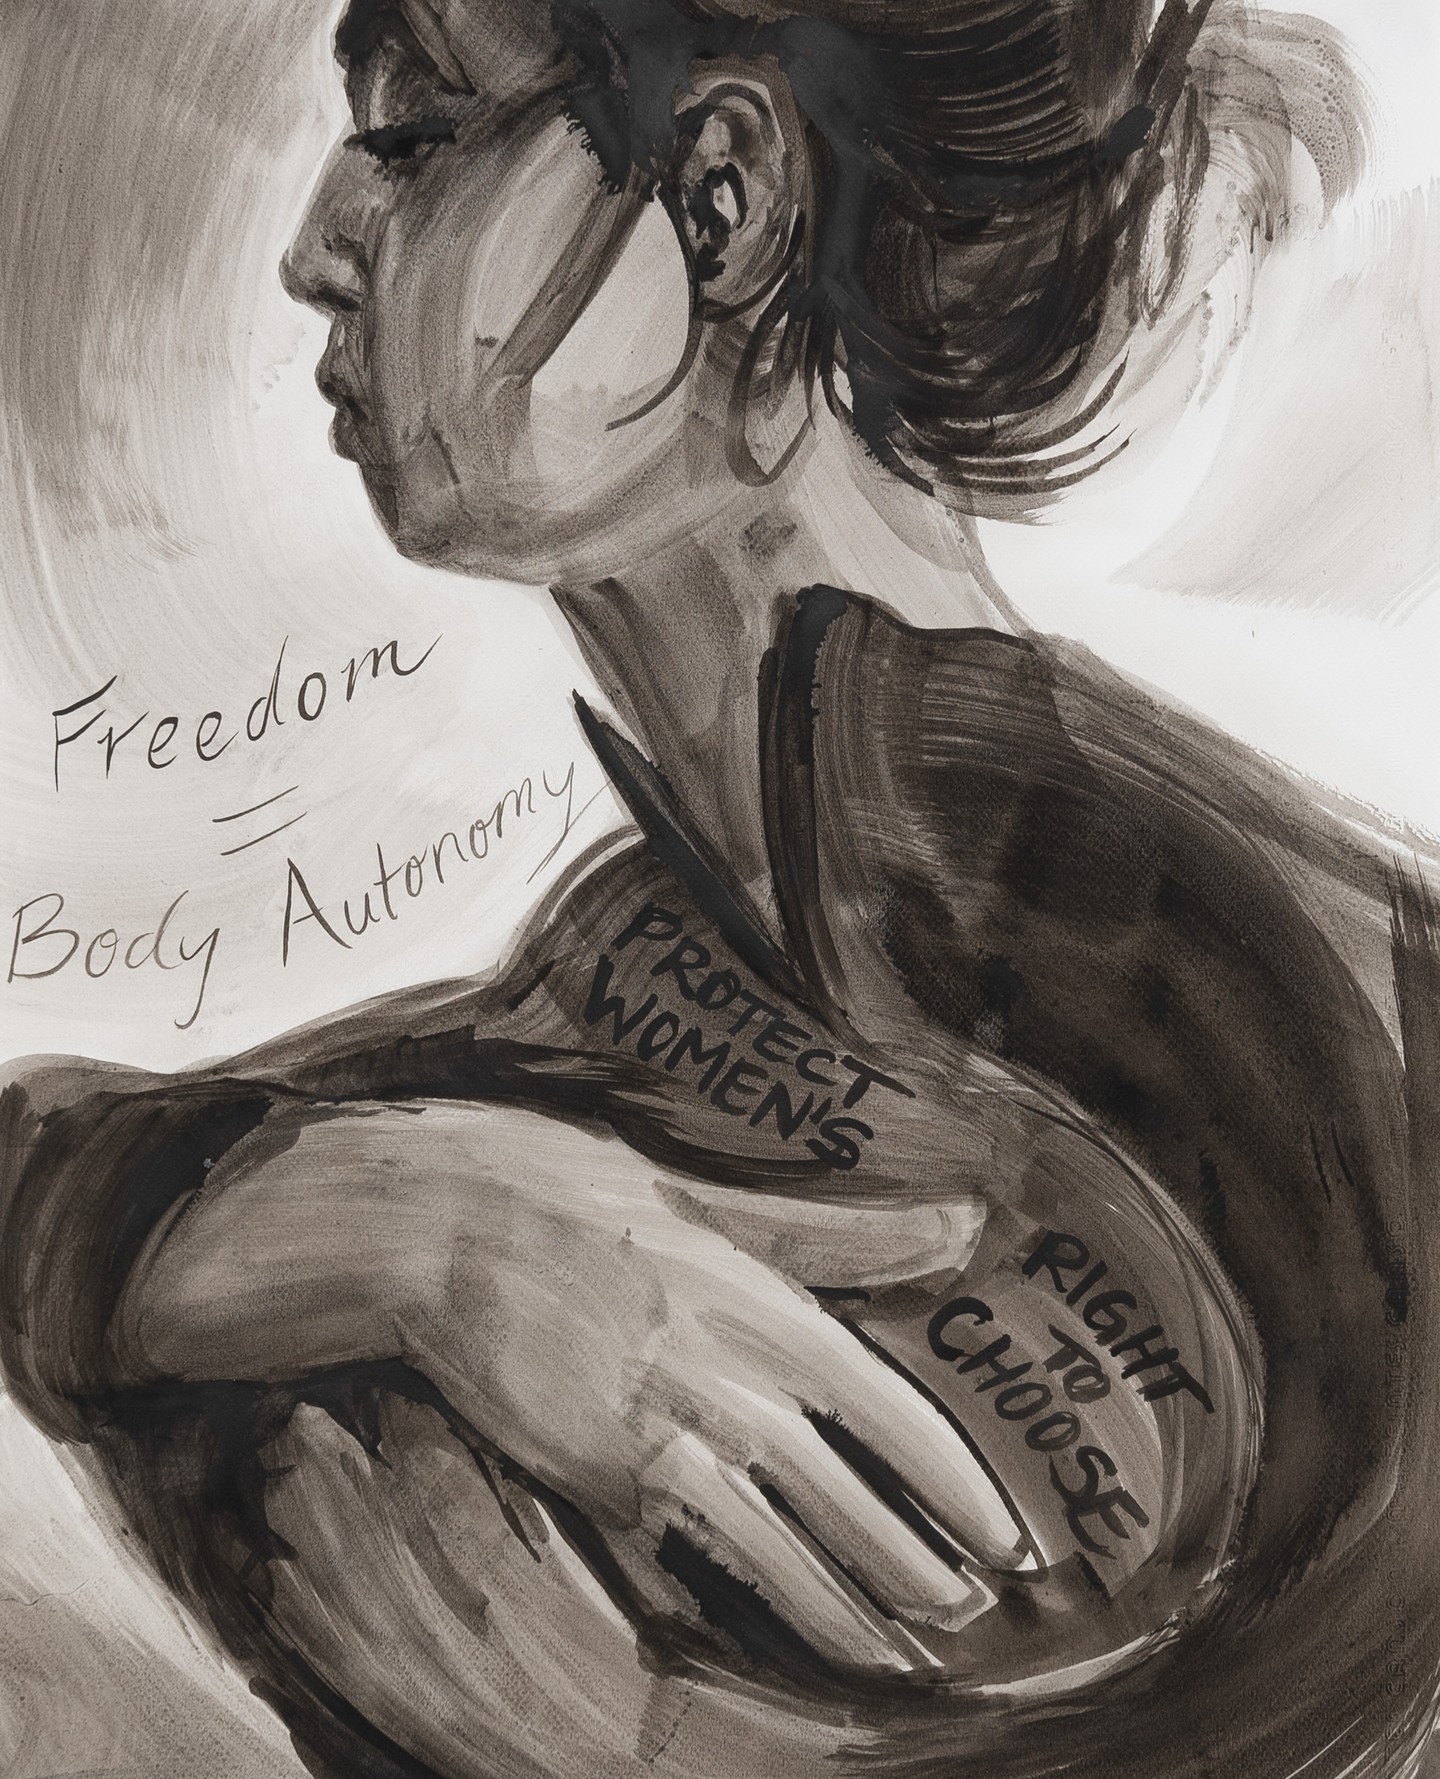 Freedom
=
Body Autonomy
PROTECT
WOMEN'S
RIGHT
TO
CHOOSE